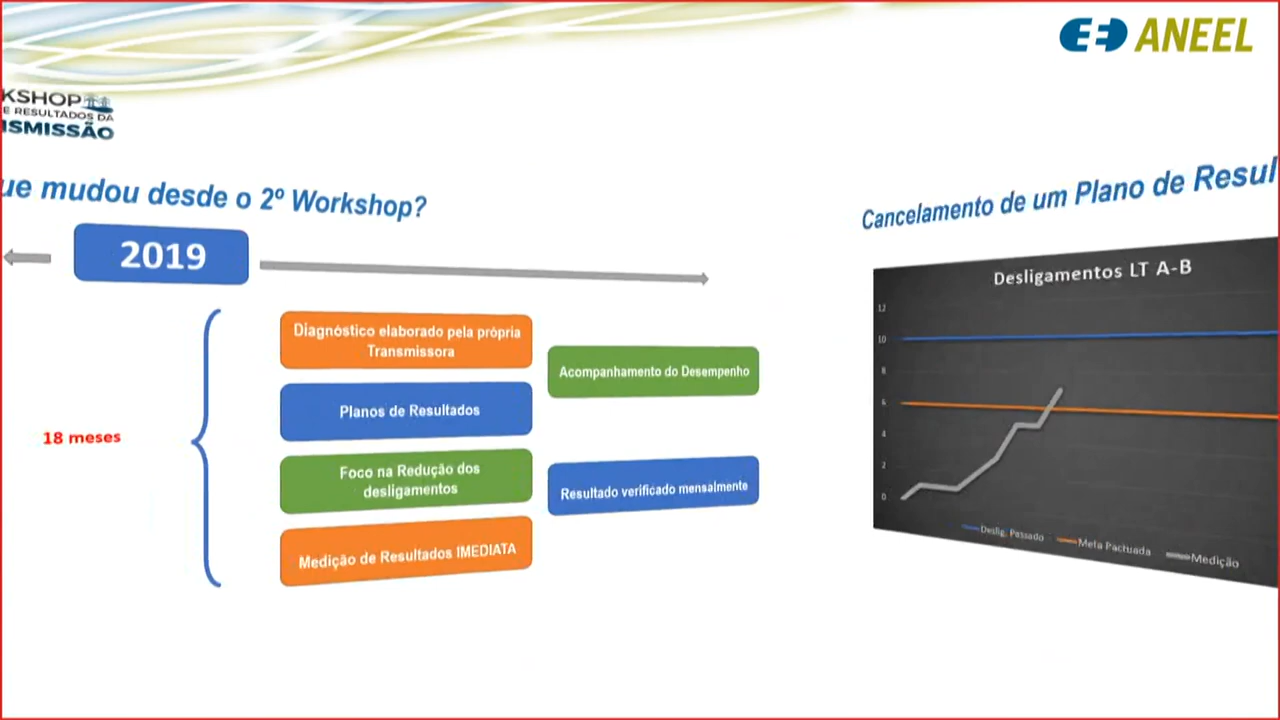 ANEEL
KSHOP
E RESULTADOS DA
ISMISSÃO
ue mudou desde o 2º Workshop?
2019
18 meses
Diagnóstico elaborado pela própria
Transmissora
Planos de Resultados
Foco na Redução dos
desligamentos
Medição de Resultados IMEDIATA
Acompanhamento do Desempenho
Resultado verificado mensalmente
Cancelamento de um Plano de Resul
Desligamentos LT A-B
12
10
8
6
4
2
0
Deslig. Passado
Meta Pactuada
Medição